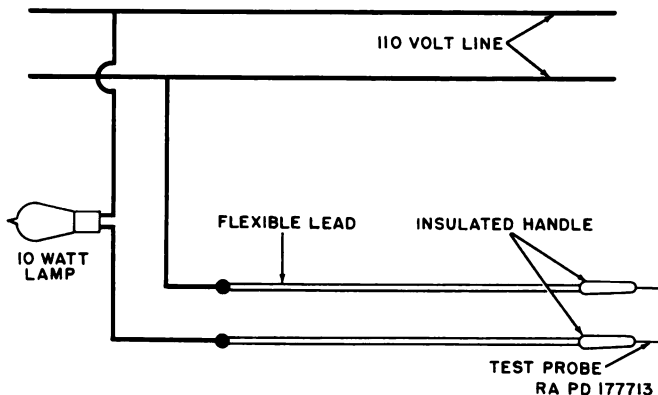 110 VOLT LINE
FLEXIBLE LEAD
INSULATED HANDLE
10 WATT
LAMP
TEST PROBE
RA PD 177713